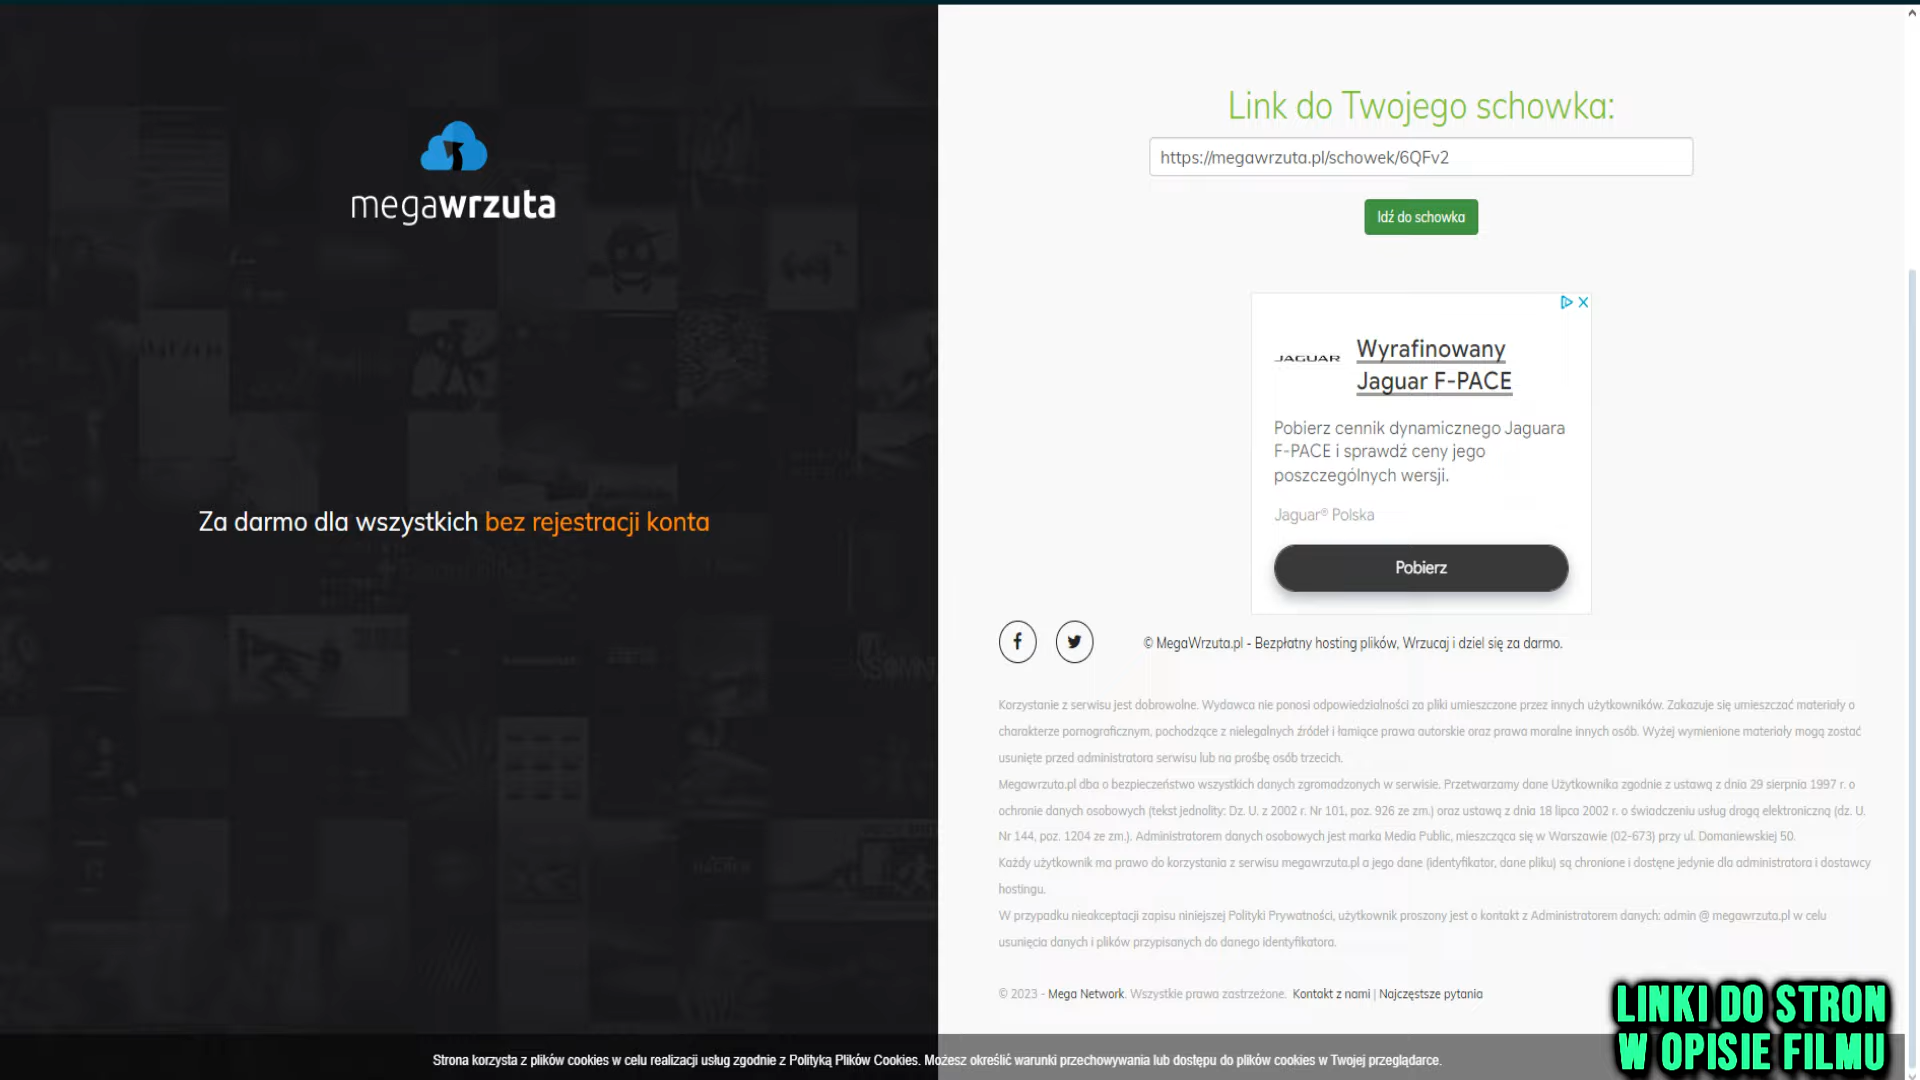 megawrzuta
Za darmo dla wszystkich bez rejestracji konta
Link do Twojego schowka:
https://megawrzuta.pl/schowek/6QFv2
Idź do schowka
JAGUAR
Wyrafinowany
Jaguar F-PACE
Pobierz cennik dynamicznego Jaguara
F-PACE i sprawdź ceny jego
poszczególnych wersji.
Jaguar® Polska
Pobierz
© MegaWrzuta.pl - Bezpłatny hosting plików, Wrzucaj i dziel się za darmo.
Korzystanie z serwisu jest dobrowolne. Wydawca nie ponosi odpowiedzialności za pliki umieszczone przez innych użytkowników. Zakazuje się umieszczać materiały o
charakterze pornograficznym, pochodzące z nielegalnych źródeł i łamiące prawa autorskie oraz prawa moralne innych osób. Wyżej wymienione materiały mogą zostać
usunięte przed administratora serwisu lub na prośbę osób trzecich.
Megawrzuta.pl dba o bezpieczeństwo wszystkich danych zgromadzonych w serwisie. Przetwarzamy dane Użytkownika zgodnie z ustawą z dnia 29 sierpnia 1997 r. o
ochronie danych osobowych (tekst jednolity: Dz. U. z 2002 r. Nr 101, poz. 926 ze zm.) oraz ustawą z dnia 18 lipca 2002 r. o świadczeniu usług drogą elektroniczną (dz. U.
Nr 144, poz. 1204 ze zm.). Administratorem danych osobowych jest marka Media Public, mieszcząca się w Warszawie (02-673) przy ul. Domaniewskiej 50.
Każdy użytkownik ma prawo do korzystania z serwisu megawrzuta.pl a jego dane (identyfikator, dane pliku) są chronione i dostęne jedynie dla administratora i dostawcy
hostingu.
W przypadku nieakceptacji zapisu niniejszej Polityki Prywatności, użytkownik proszony jest o kontakt z Administratorem danych: admin @ megawrzuta.pl w celu
usunięcia danych i plików przypisanych do danego identyfikatora.
© 2023 - Mega Network. Wszystkie prawa zastrzeżone. Kontakt z nami | Najczęstsze pytania
LINKI DO STRON
W OPISIE FILMU
Strona korzysta z plików cookies w celu realizacji usług zgodnie z Polityką Plików Cookies. Możesz określić warunki przechowywania lub dostępu do plików cookies w Twojej przeglądarce.